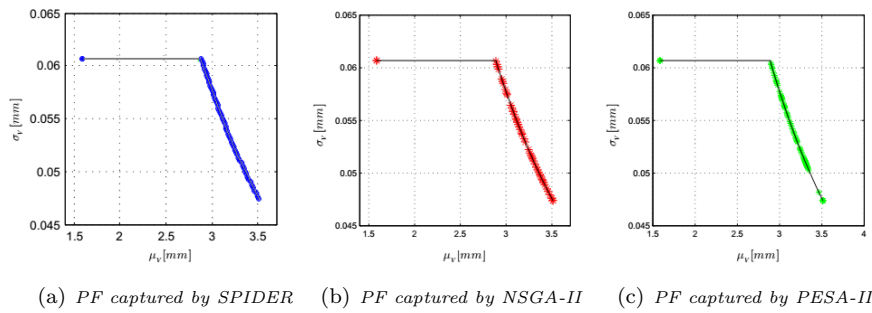 0.065
0.06
0.055
0.05
0.045
σᵥ[mm]
1.5 2 2.5 3 3.5
μᵥ[mm]
(a) PF captured by SPIDER
0.065
0.06
0.055
0.05
0.045
σᵥ[mm]
1.5 2 2.5 3 3.5
μᵥ[mm]
(b) PF captured by NSGA-II
0.065
0.06
0.055
0.05
0.045
σᵥ[mm]
1.5 2 2.5 3 3.5 4
μᵥ[mm]
(c) PF captured by PESA-II